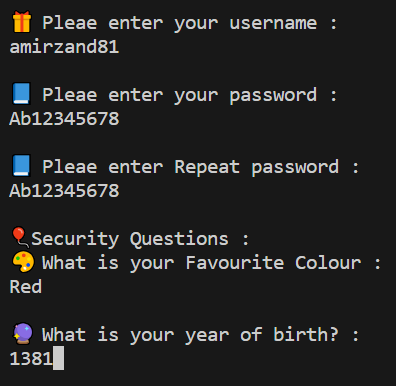 🎁 Pleae enter your username :
amirzand81
📘 Pleae enter your password :
Ab12345678
📘 Pleae enter Repeat password :
Ab12345678
🎈Security Questions :
🎨 What is your Favourite Colour :
Red
🔮 What is your year of birth? :
1381